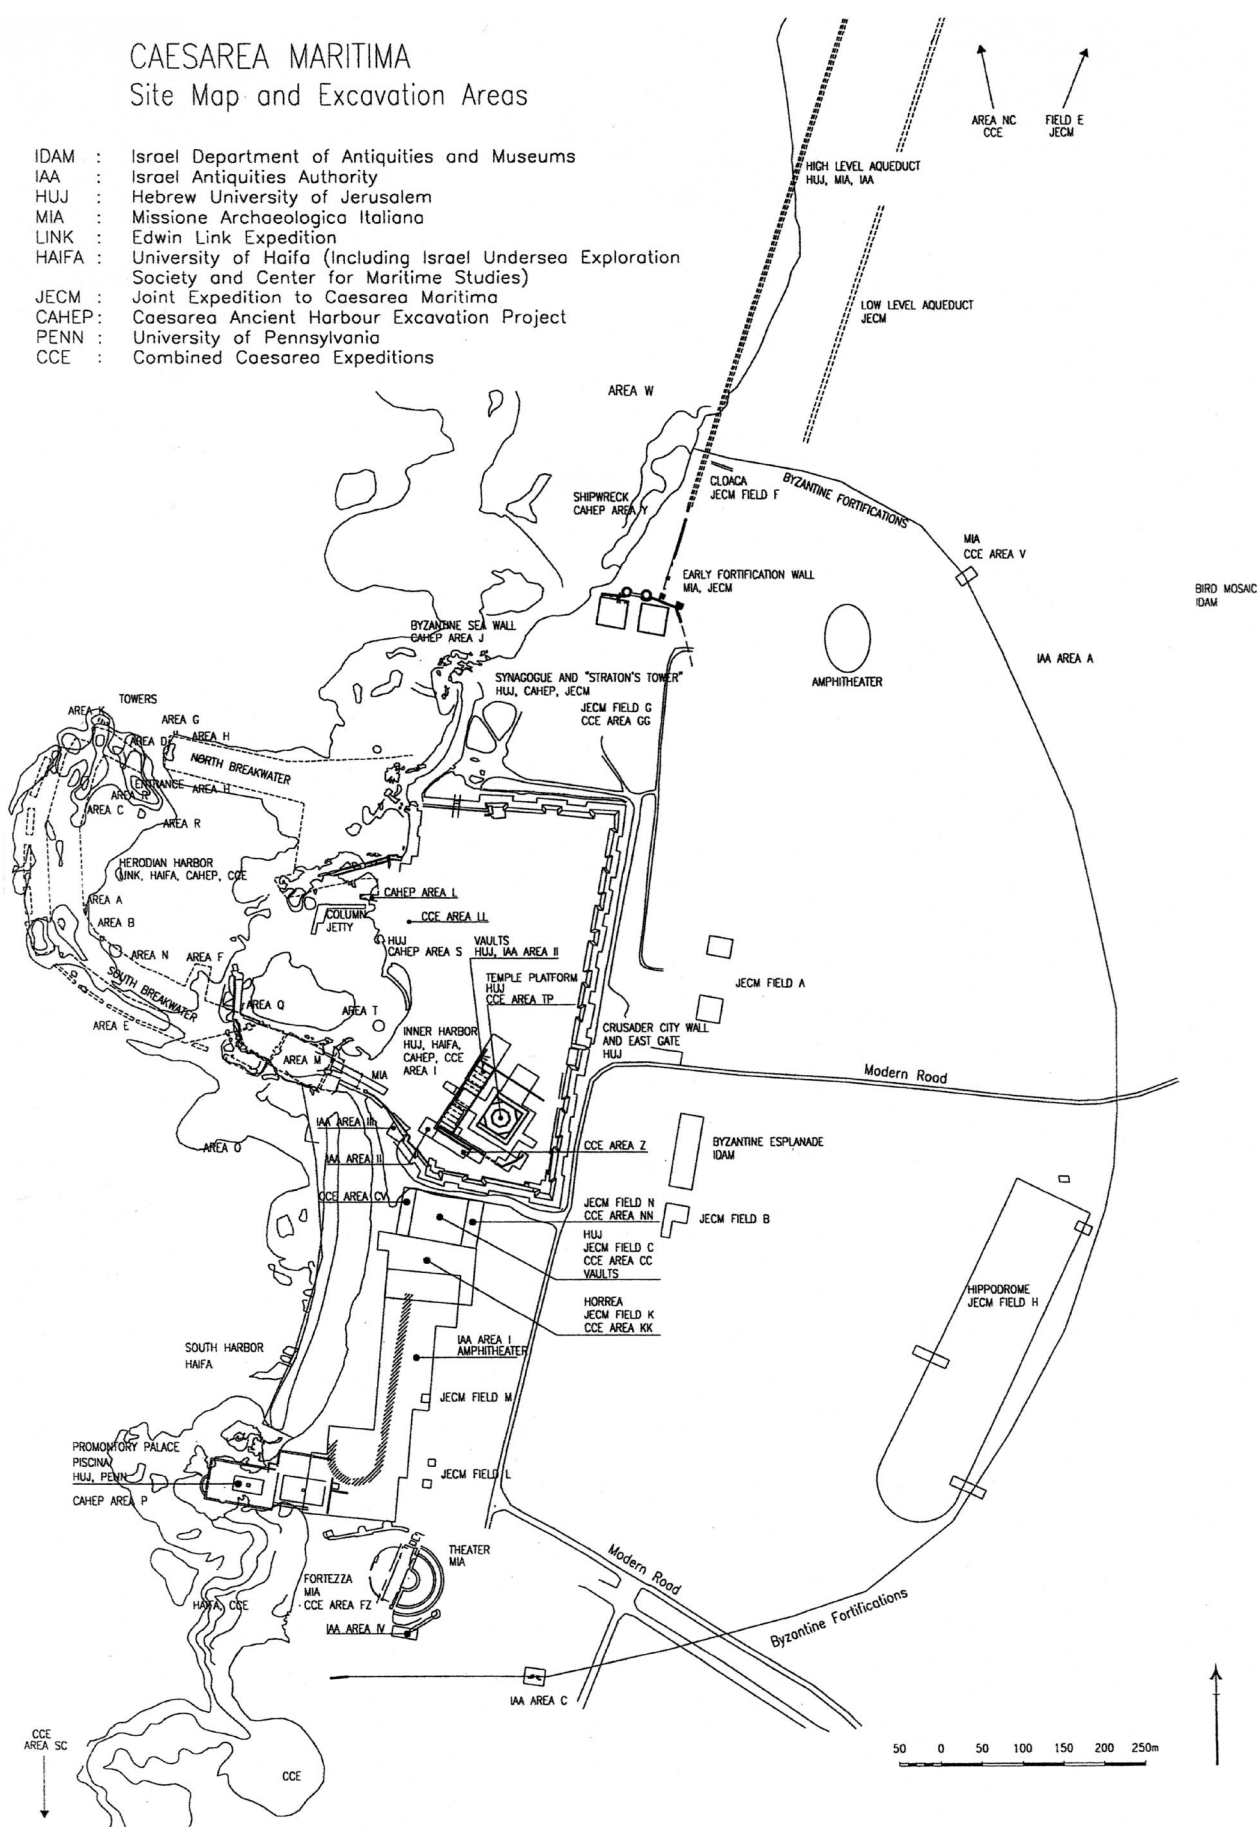 CAESAREA MARITIMA
Site Map and Excavation Areas
IDAM : Israel Department of Antiquities and Museums
IAA : Israel Antiquities Authority
HUJ : Hebrew University of Jerusalem
MIA : Missione Archaeologica Italiana
LINK : Edwin Link Expedition
HAIFA : University of Haifa (Including Israel Undersea Exploration
Society and Center for Maritime Studies)
JECM : Joint Expedition to Caesarea Maritima
CAHEP : Caesarea Ancient Harbour Excavation Project
PENN : University of Pennsylvania
CCE : Combined Caesarea Expeditions
AREA NC
CCE
FIELD E
JECM
HIGH LEVEL AQUEDUCT
HUJ, MIA, IAA
LOW LEVEL AQUEDUCT
JECM
AREA W
CLOACA
JECM FIELD F
BYZANTINE FORTIFICATIONS
SHIPWRECK
CAHEP AREA Y
MIA
CCE AREA V
EARLY FORTIFICATION WALL
MIA, JECM
BIRD MOSAIC
IDAM
BYZANTINE SEA WALL
CAHEP AREA J
IAA AREA A
AMPHITHEATER
SYNAGOGUE AND "STRATON'S TOWER"
HUJ, CAHEP, JECM
JECM FIELD G
CCE AREA GG
TOWERS
AREA K
AREA G
AREA H
AREA D
NORTH BREAKWATER
ENTRANCE AREA H
AREA R
AREA C
AREA R
HERODIAN HARBOR
LINK, HAIFA, CAHEP, CCE
AREA A
AREA B
CAHEP AREA L
COLUMN
JETTY
CCE AREA LL
HUJ
CAHEP AREA S
VAULTS
HUJ, IAA AREA II
AREA N
AREA F
SOUTH BREAKWATER
TEMPLE PLATFORM
HUJ
CCE AREA TP
JECM FIELD A
AREA Q
AREA T
AREA E
INNER HARBOR
HUJ, HAIFA,
CAHEP, CCE
AREA I
CRUSADER CITY WALL
AND EAST GATE
HUJ
AREA M
MIA
Modern Road
IAA AREA III
AREA O
IAA AREA II
CCE AREA Z
BYZANTINE ESPLANADE
IDAM
CCE AREA CV
JECM FIELD N
CCE AREA NN
JECM FIELD B
HUJ
JECM FIELD C
CCE AREA CC
VAULTS
HIPPODROME
JECM FIELD H
HORREA
JECM FIELD K
CCE AREA KK
SOUTH HARBOR
HAIFA
IAA AREA I
AMPHITHEATER
JECM FIELD M
PROMONTORY PALACE
PISCINA
HUJ, PENN
CAHEP AREA P
JECM FIELD L
THEATER
MIA
Modern Road
FORTEZZA
MIA
CCE AREA FZ
HAIFA, CCE
IAA AREA IV
Byzantine Fortifications
IAA AREA C
CCE
AREA SC
CCE
50 0 50 100 150 200 250m